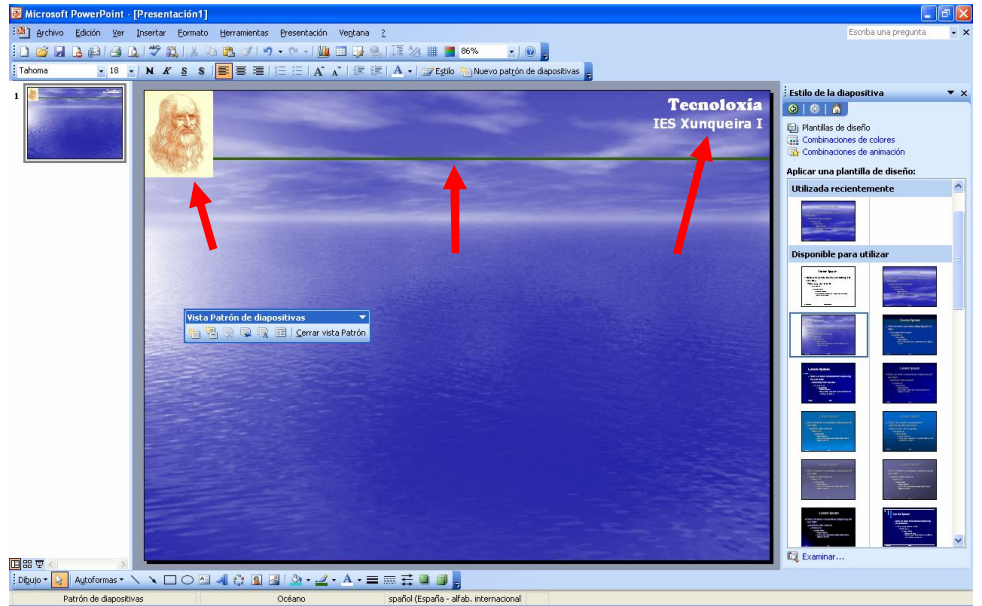 Microsoft PowerPoint - [Presentación1]
Archivo Edición Ver Insertar Formato Herramientas Presentación Ventana ?
Escriba una pregunta
86%
Tahoma 18 N K S S A A A Estilo Nuevo patrón de diapositivas
1
Tecnoloxía
IES Xunqueira I
Vista Patrón de diapositivas
Cerrar vista Patrón
Estilo de la diapositiva
Plantillas de diseño
Combinaciones de colores
Combinaciones de animación
Aplicar una plantilla de diseño:
Utilizada recientemente
Disponible para utilizar
Examinar...
Dibujo Autoformas
Patrón de diapositivas Océano spañol (España - alfab. internacional